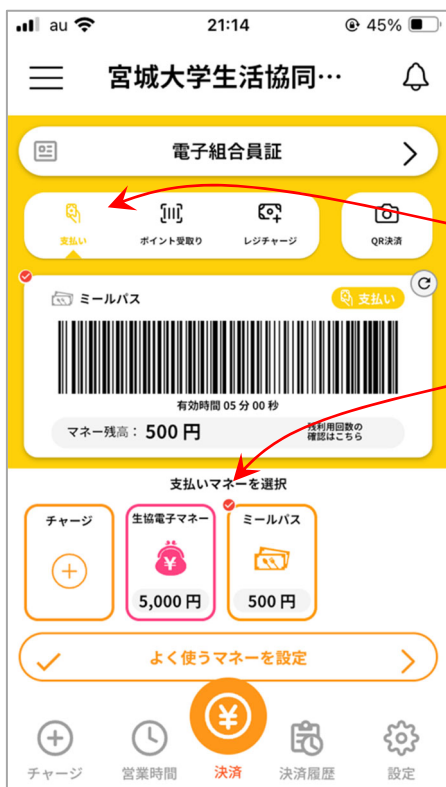 au 21:14 45%
宮城大学生活協同…
電子組合員証
支払い ポイント受取り レジチャージ QR決済
ミールパス 支払い
有効時間 05 分 00 秒
マネー残高： 500 円 残利用回数の
確認はこちら
支払いマネーを選択
チャージ 生協電子マネー ミールパス
5,000 円 500 円
よく使うマネーを設定
チャージ 営業時間 決済 決済履歴 設定